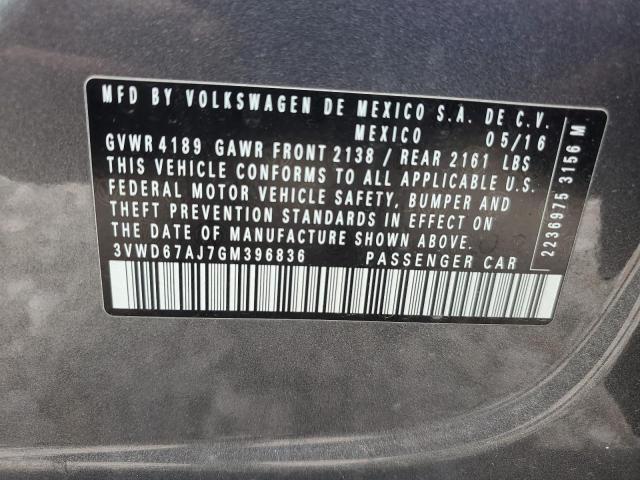 MFD BY VOLKSWAGEN DE MEXICO S.A. DE C.V.
MEXICO 05/16
GVWR 4189 GAWR FRONT 2138 / REAR 2161 LBS
THIS VEHICLE CONFORMS TO ALL APPLICABLE U.S.
FEDERAL MOTOR VEHICLE SAFETY, BUMPER AND
THEFT PREVENTION STANDARDS IN EFFECT ON
THE DATE OF MANUFACTURE SHOWN ABOVE.
3VWD67AJ7GM396836 PASSENGER CAR
2236975 3156 M